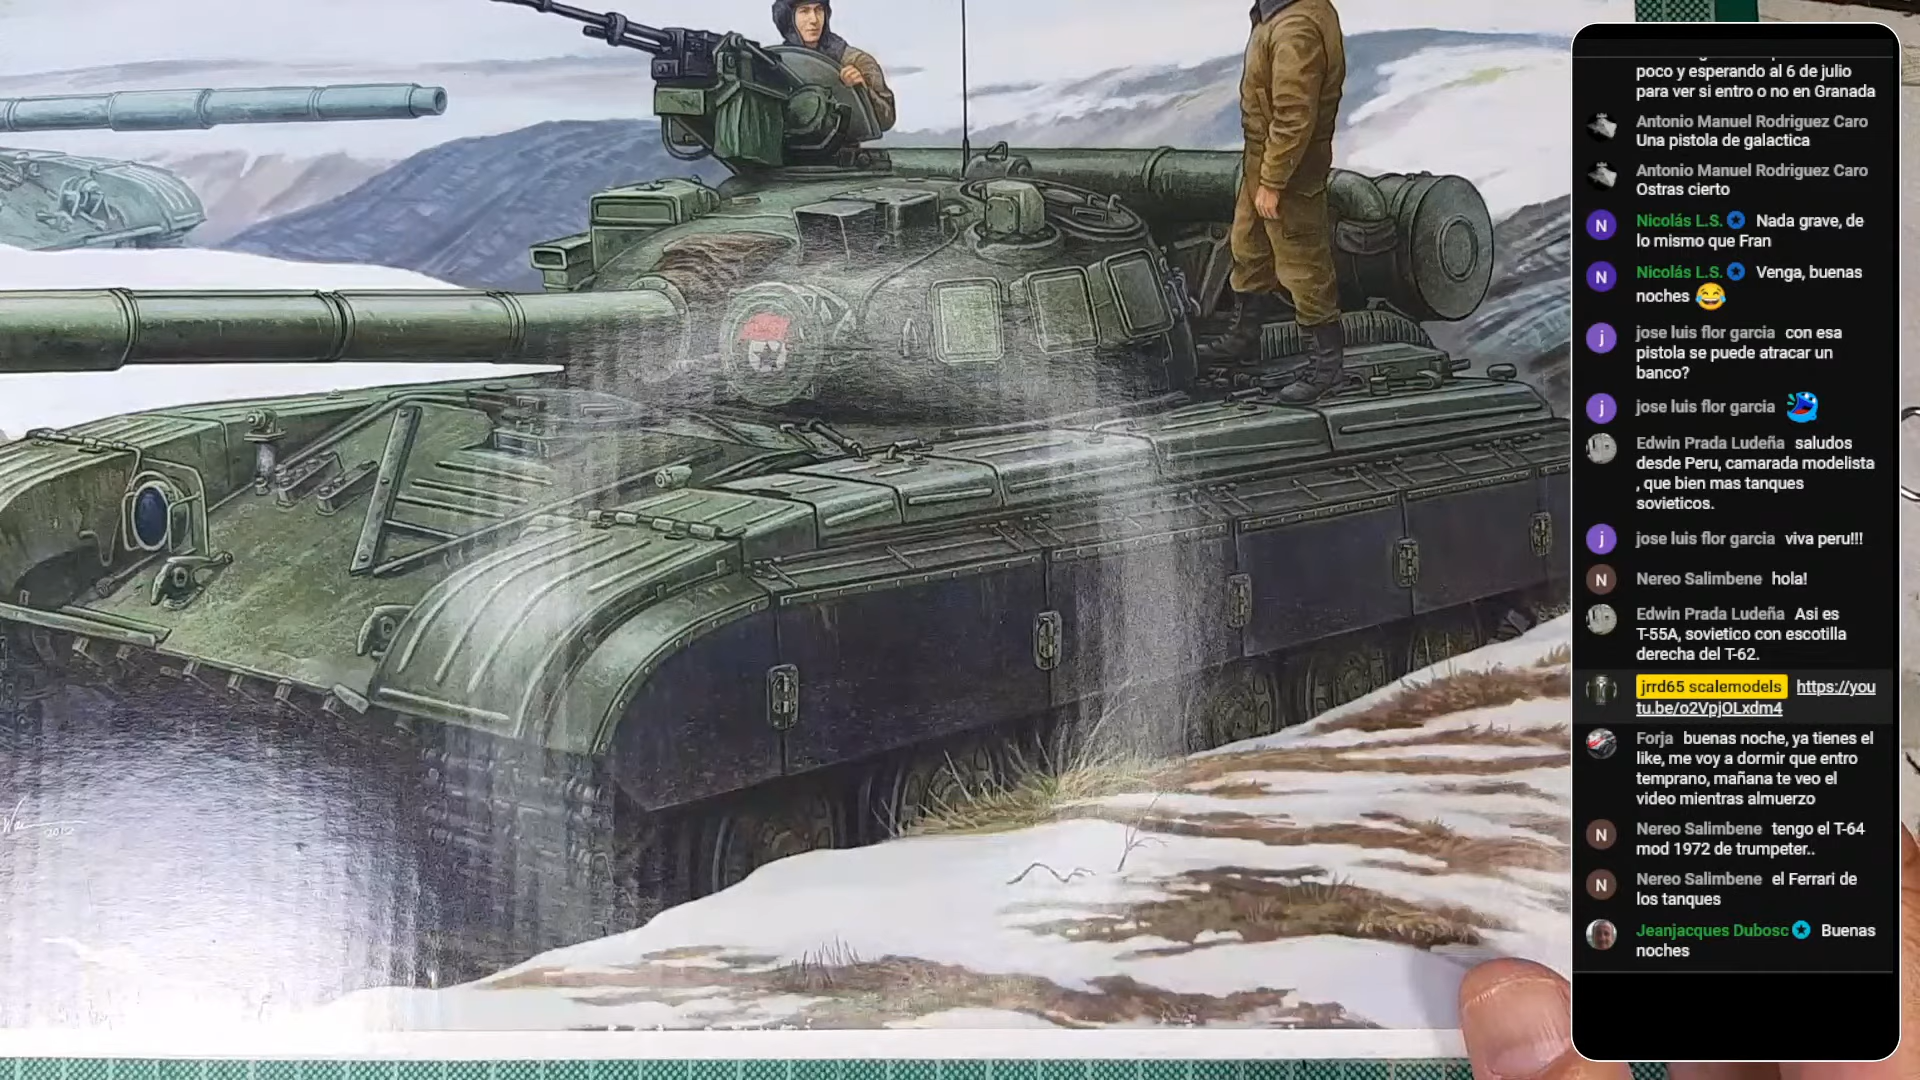 poco y esperando al 6 de julio
para ver si entro o no en Granada
Antonio Manuel Rodriguez Caro
Una pistola de galactica
Antonio Manuel Rodriguez Caro
Ostras cierto
N Nicolás L.S. Nada grave, de
lo mismo que Fran
N Nicolás L.S. Venga, buenas
noches 😂
j jose luis flor garcia con esa
pistola se puede atracar un
banco?
j jose luis flor garcia
Edwin Prada Ludeña saludos
desde Peru, camarada modelista
, que bien mas tanques
sovieticos.
j jose luis flor garcia viva peru!!!
N Nereo Salimbene hola!
Edwin Prada Ludeña Asi es
T-55A, sovietico con escotilla
derecha del T-62.
jrrd65 scalemodels https://you
tu.be/o2VpjOLxdm4
Forja buenas noche, ya tienes el
like, me voy a dormir que entro
temprano, mañana te veo el
video mientras almuerzo
N Nereo Salimbene tengo el T-64
mod 1972 de trumpeter..
N Nereo Salimbene el Ferrari de
los tanques
Jeanjacques Dubosc Buenas
noches
2012